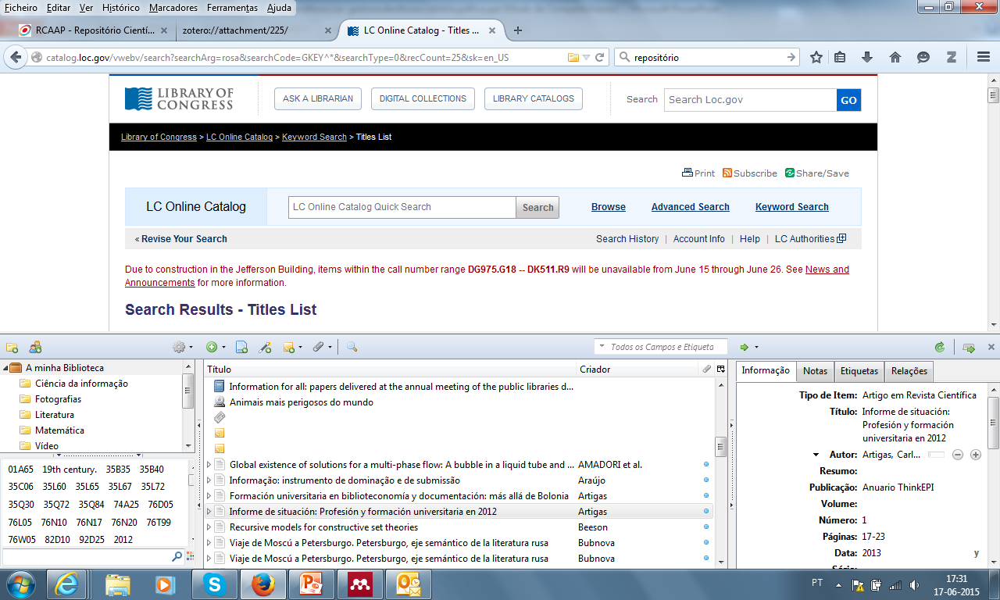 Ficheiro Editar Ver Histórico Marcadores Ferramentas Ajuda
RCAAP - Repositório Cientí...
zotero://attachment/225/
LC Online Catalog - Titles ...
catalog.loc.gov/vwebv/search?searchArg=rosa&searchCode=GKEY^*&searchType=0&recCount=25&sk=en_US
repositório
LIBRARY OF CONGRESS
ASK A LIBRARIAN
DIGITAL COLLECTIONS
LIBRARY CATALOGS
Search
Search Loc.gov
GO
Library of Congress > LC Online Catalog > Keyword Search > Titles List
Print Subscribe Share/Save
LC Online Catalog
LC Online Catalog Quick Search
Search
Browse
Advanced Search
Keyword Search
« Revise Your Search
Search History | Account Info | Help | LC Authorities
Due to construction in the Jefferson Building, items within the call number range DG975.G18 -- DK511.R9 will be unavailable from June 15 through June 26. See News and
Announcements for more information.
Search Results - Titles List
Todos os Campos e Etiqueta
A minha Biblioteca
Ciência da informação
Fotografias
Literatura
Matemática
Vídeo
01A65 19th century. 35B35 35B40
35C06 35L60 35L65 35L67 35L72
35Q30 35Q72 35Q84 74A25 76D05
75L05 76N10 76N17 76N20 76T99
76W05 82D10 92D25 2012
Título Criador
Information for all: papers delivered at the annual meeting of the public libraries d...
Animais mais perigosos do mundo
Global existence of solutions for a multi-phase flow: A bubble in a liquid tube and ... AMADORI et al.
Informação: instrumento de dominação e de submissão Araújo
Formación universitaria en biblioteconomía y documentación: más allá de Bolonia Artigas
Informe de situación: Profesión y formación universitaria en 2012 Artigas
Recursive models for constructive set theories Beeson
Viaje de Moscú a Petersburgo. Petersburgo, eje semántico de la literatura rusa Bubnova
Viaje de Moscú a Petersburgo. Petersburgo, eje semántico de la literatura rusa Bubnova
Informação Notas Etiquetas Relações
Tipo de Item: Artigo em Revista Científica
Título: Informe de situación:
Profesión y formación
universitaria en 2012
Autor: Artigas, Carl...
Resumo:
Publicação: Anuario ThinkEPI
Volume:
Número: 1
Páginas: 17-23
Data: 2013 y
PT
17:31
17-06-2015